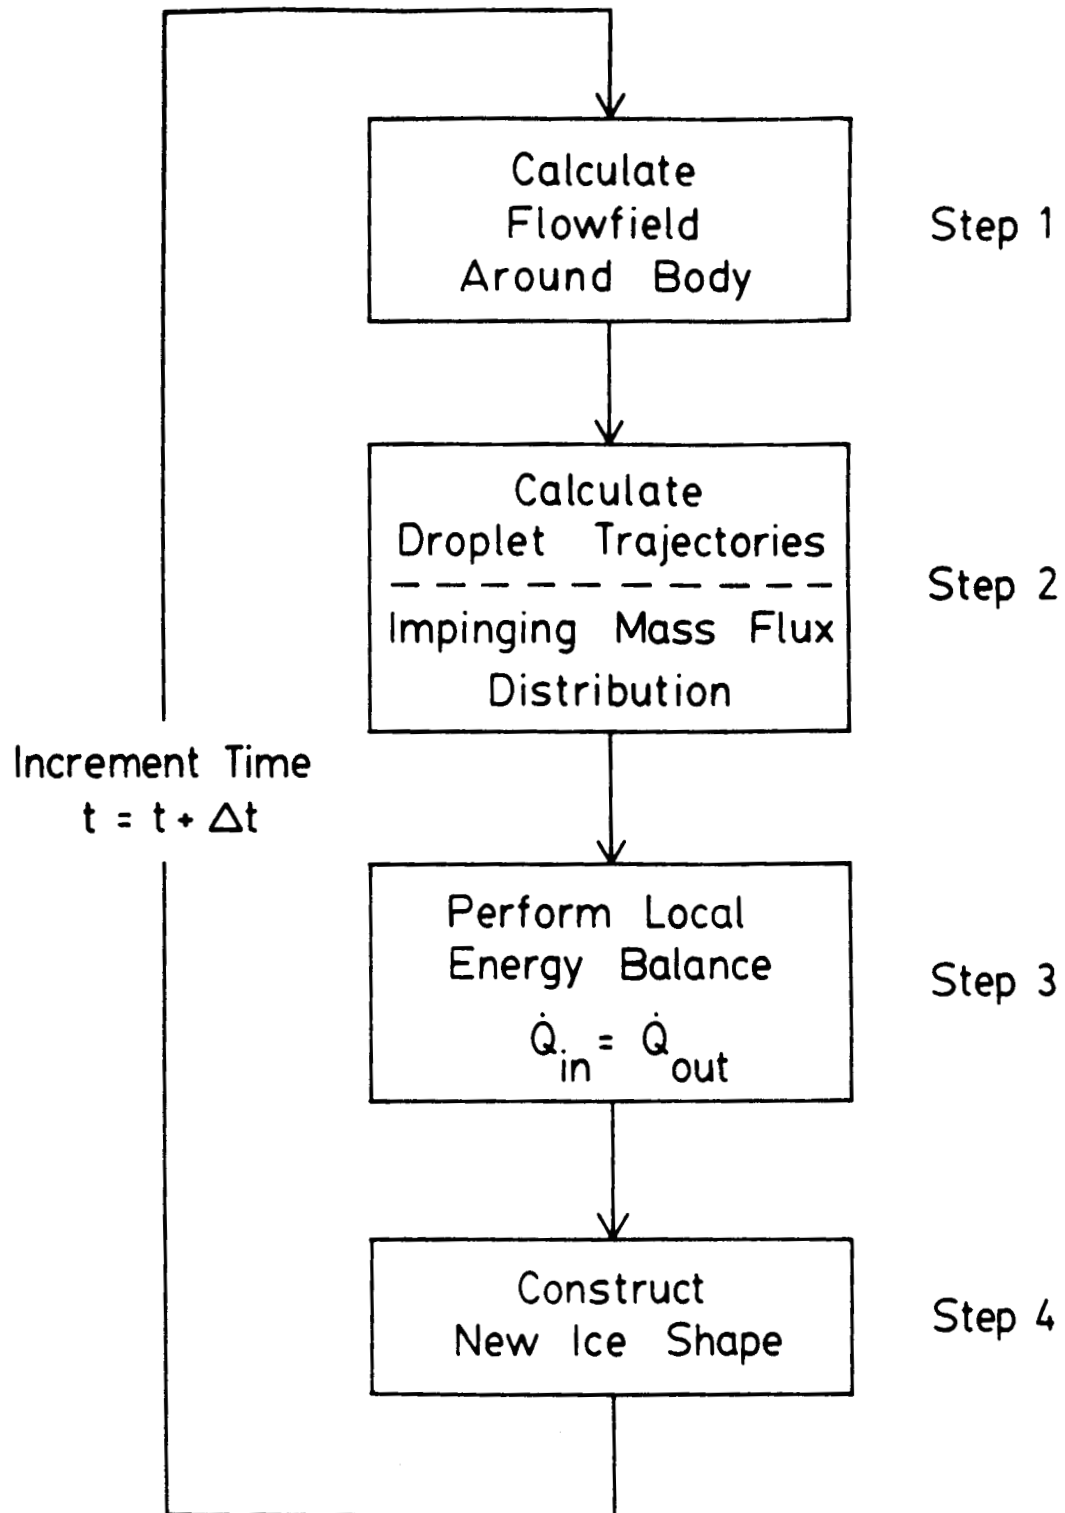 Calculate
Flowfield
Around Body
Step 1
Calculate
Droplet Trajectories
Impinging Mass Flux
Distribution
Step 2
Increment Time
t = t + Δt
Perform Local
Energy Balance
Q̇in = Q̇out
Step 3
Construct
New Ice Shape
Step 4